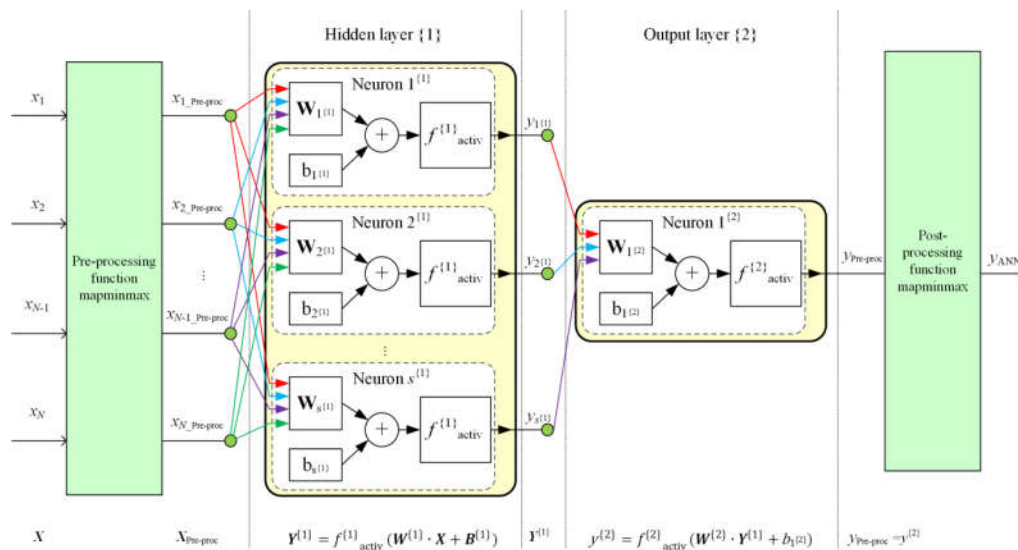 Hidden layer {1}
Output layer {2}
x1
x2
xN-1
xN
Pre-processing
function
mapminmax
x1_Pre-proc
x2_Pre-proc
⋮
xN-1_Pre-proc
xN_Pre-proc
Neuron 1{1}
W1{1}
+
b1{1}
f{1}activ
Neuron 2{1}
W2{1}
+
b2{1}
f{1}activ
⋮
Neuron s{1}
Ws{1}
+
bs{1}
f{1}activ
y1{1}
y2{1}
ys{1}
Neuron 1{2}
W1{2}
+
b1{2}
f{2}activ
yPre-proc
Post-
processing
function
mapminmax
yANN
X
XPre-proc
Y{1} = f{1}activ (W{1} · X + B{1})
Y{1}
y{2} = f{2}activ(W{2} · Y{1} + b1{2})
yPre-proc =y{2}